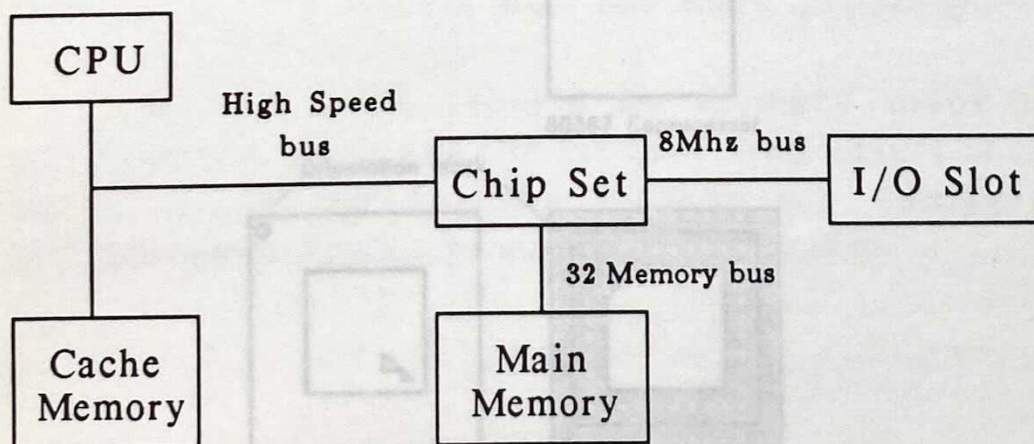 CPU
High Speed
bus
8Mhz bus
Chip Set
I/O Slot
32 Memory bus
Cache
Memory
Main
Memory